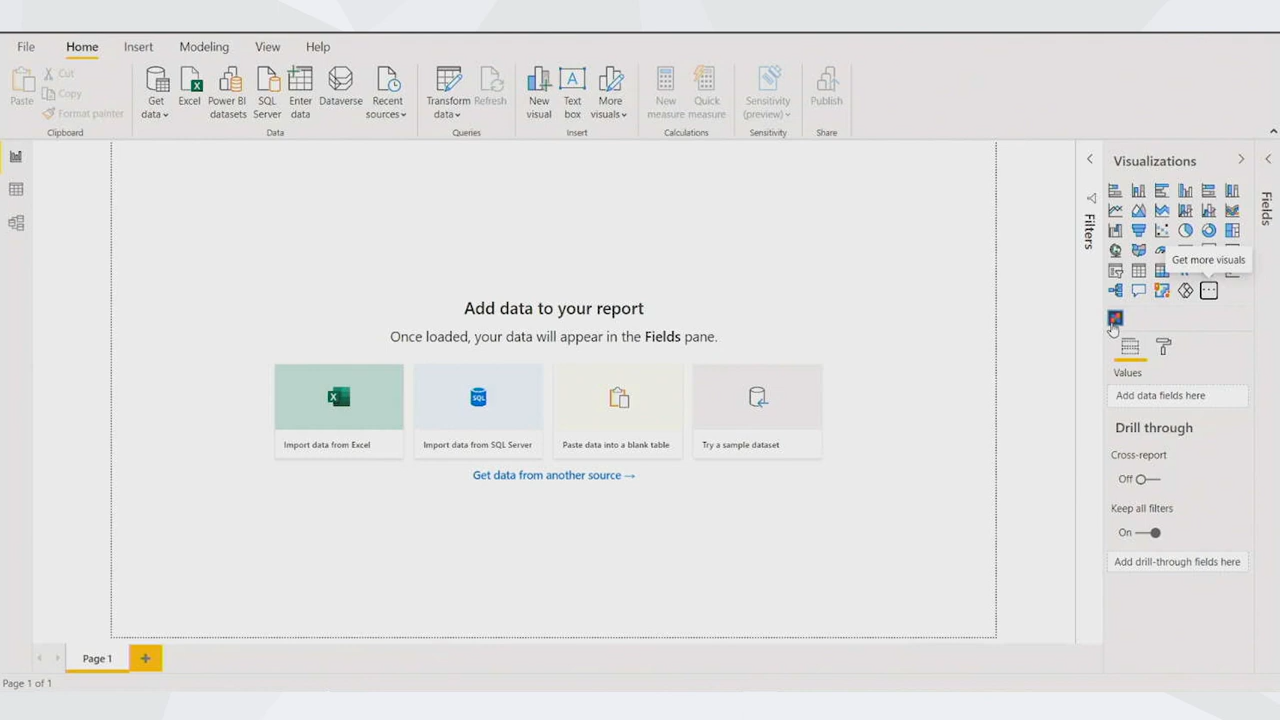 File Home Insert Modeling View Help
Paste
Cut
Copy
Format painter
Clipboard
Get data
Excel
Power BI datasets
SQL Server
Enter data
Dataverse
Recent sources
Data
Transform data
Refresh
Queries
New visual
Text box
More visuals
Insert
New measure
Quick measure
Calculations
Sensitivity (preview)
Sensitivity
Publish
Share
Filters
Visualizations
Fields
Get more visuals
Values
Add data fields here
Drill through
Cross-report
Off
Keep all filters
On
Add drill-through fields here
Add data to your report
Once loaded, your data will appear in the Fields pane.
Import data from Excel
SQL
Import data from SQL Server
Paste data into a blank table
Try a sample dataset
Get data from another source →
Page 1
Page 1 of 1